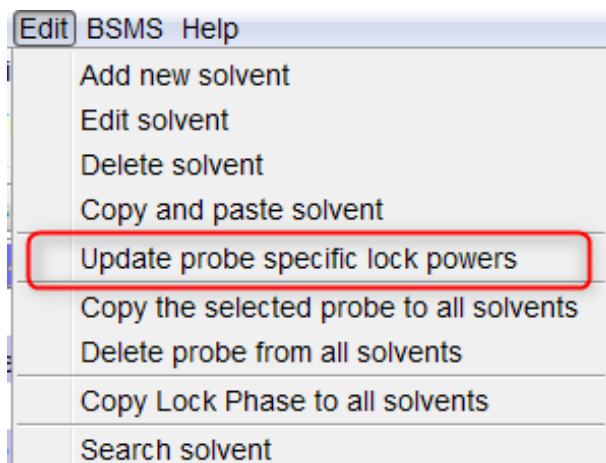 Edit BSMS Help
Add new solvent
Edit solvent
Delete solvent
Copy and paste solvent
Update probe specific lock powers
Copy the selected probe to all solvents
Delete probe from all solvents
Copy Lock Phase to all solvents
Search solvent